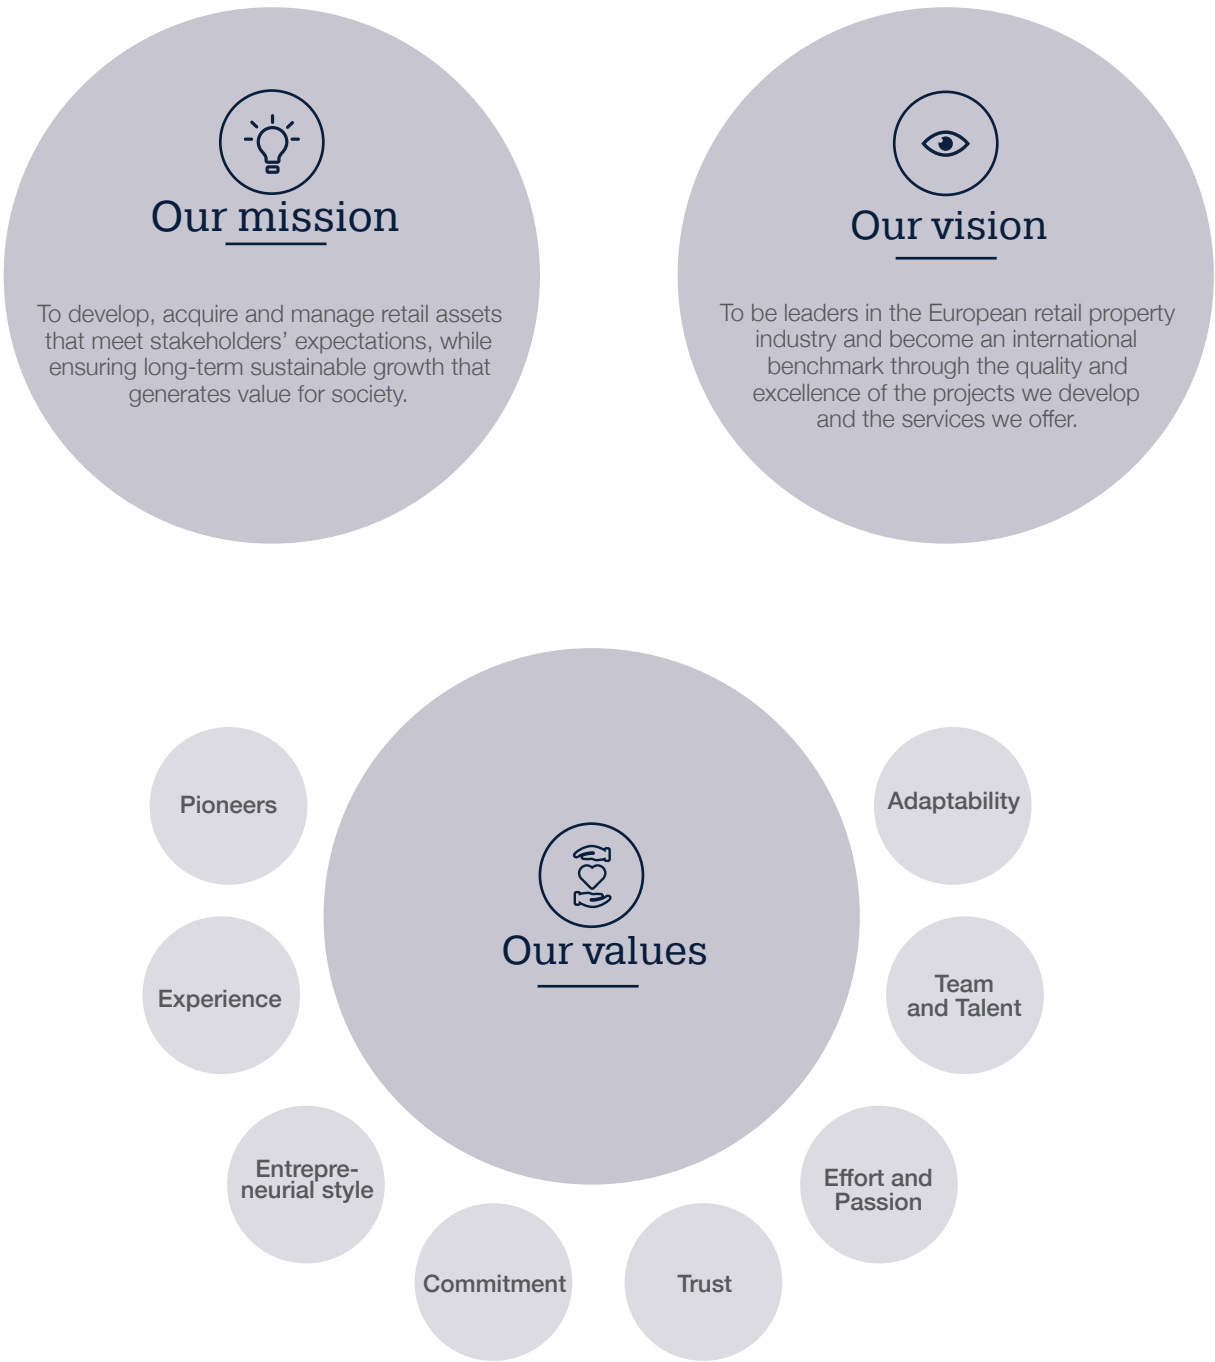 Our mission
To develop, acquire and manage retail assets
that meet stakeholders’ expectations, while
ensuring long-term sustainable growth that
generates value for society.
Our vision
To be leaders in the European retail property
industry and become an international
benchmark through the quality and
excellence of the projects we develop
and the services we offer.
Our values
Pioneers
Experience
Entrepre-
neurial style
Commitment
Trust
Effort and
Passion
Team
and Talent
Adaptability